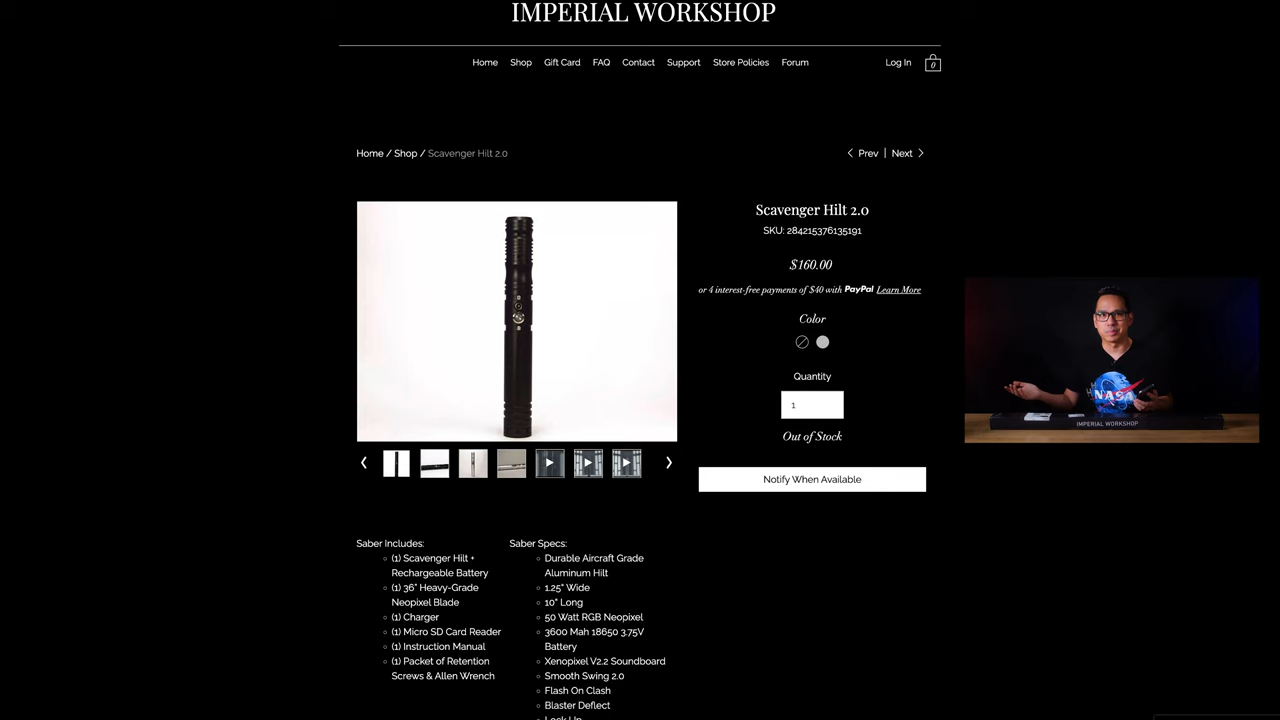 IMPERIAL WORKSHOP
Home Shop Gift Card FAQ Contact Support Store Policies Forum Log In 0
Home / Shop / Scavenger Hilt 2.0
Prev | Next
Scavenger Hilt 2.0
SKU: 284215376135191
$160.00
or 4 interest-free payments of $40 with PayPal Learn More
Color
Quantity
1
Out of Stock
Notify When Available
NASA
IMPERIAL WORKSHOP
Saber Includes:
(1) Scavenger Hilt +
Rechargeable Battery
(1) 36" Heavy-Grade
Neopixel Blade
(1) Charger
(1) Micro SD Card Reader
(1) Instruction Manual
(1) Packet of Retention
Screws & Allen Wrench
Saber Specs:
Durable Aircraft Grade
Aluminum Hilt
1.25" Wide
10" Long
50 Watt RGB Neopixel
3600 Mah 18650 3.75V
Battery
Xenopixel V2.2 Soundboard
Smooth Swing 2.0
Flash On Clash
Blaster Deflect
Lock Up